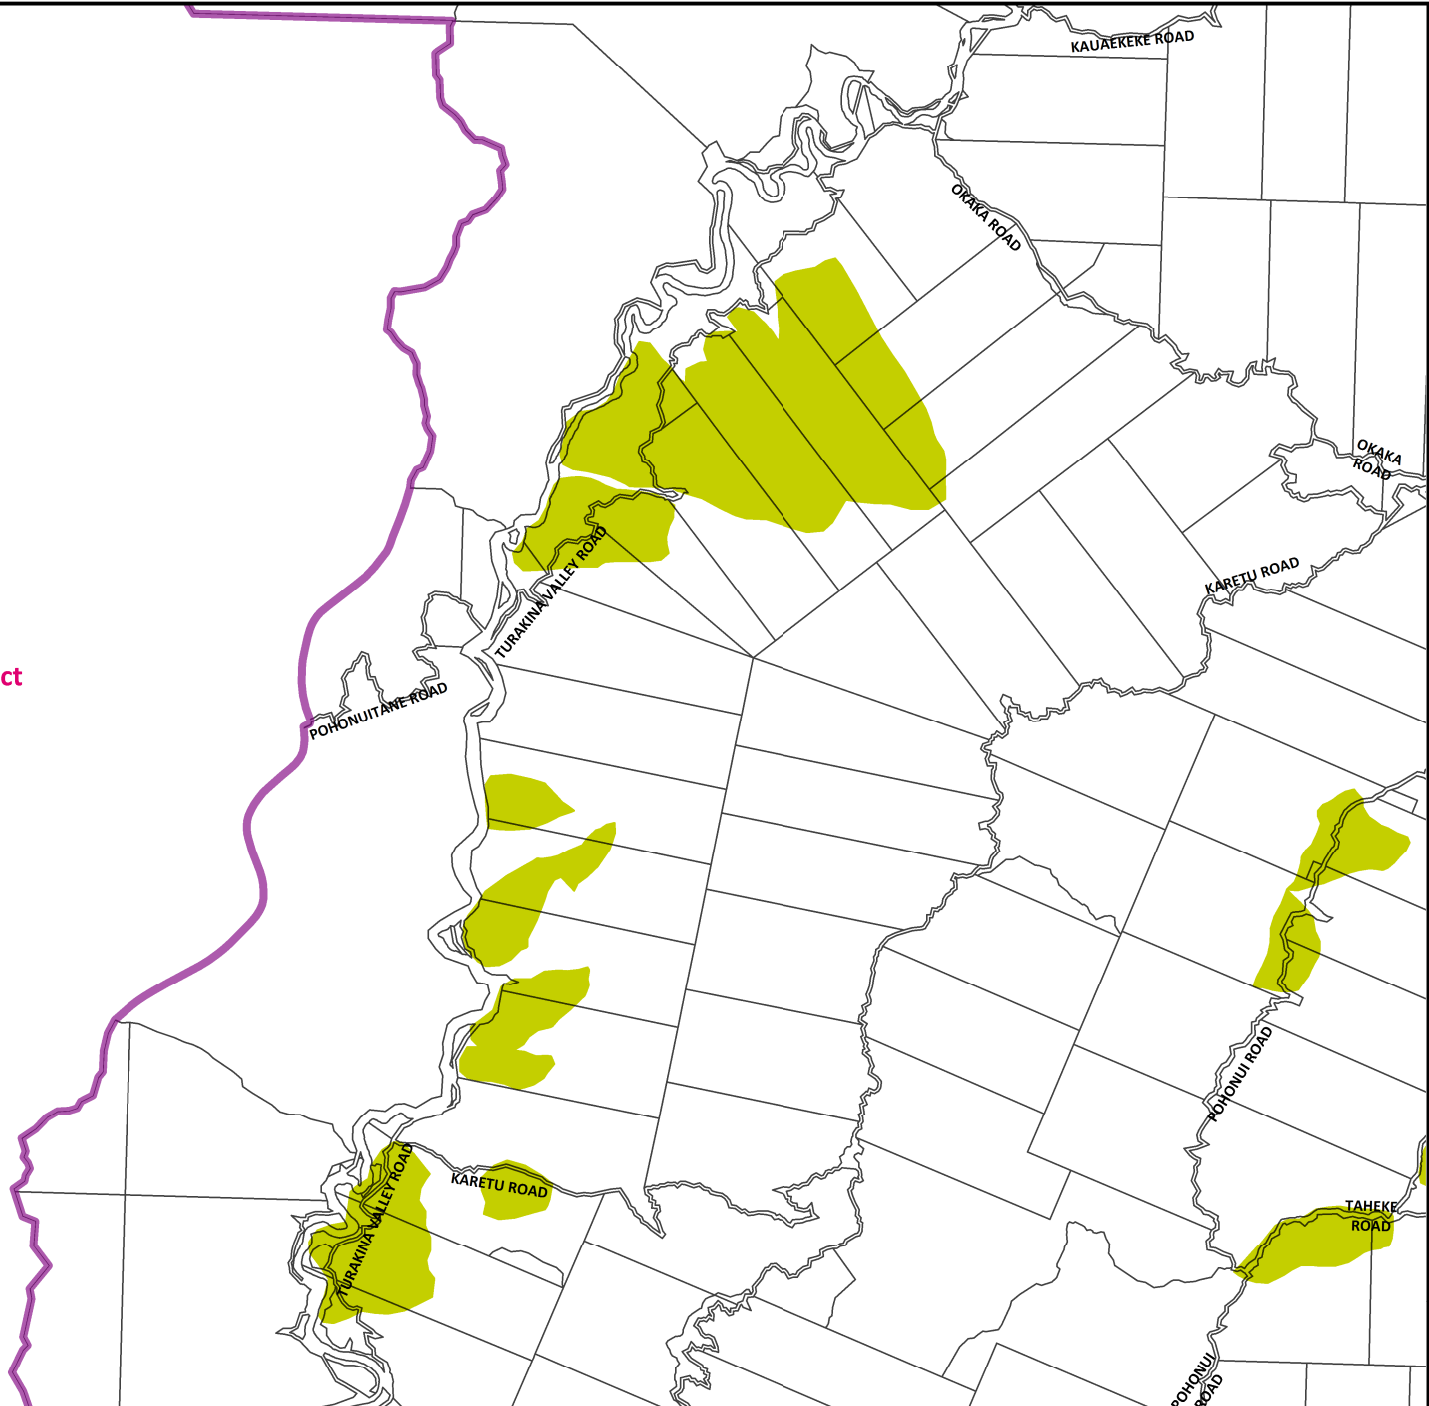 KAUAEKEKE ROAD
OKAKA ROAD
OKAKA
ROAD
TURAKINA VALLEY ROAD
KARETU ROAD
ct
POHONUITANE ROAD
POHONUI ROAD
TURAKINA VALLEY ROAD
KARETU ROAD
TAHEKE
ROAD
POHONUI
ROAD